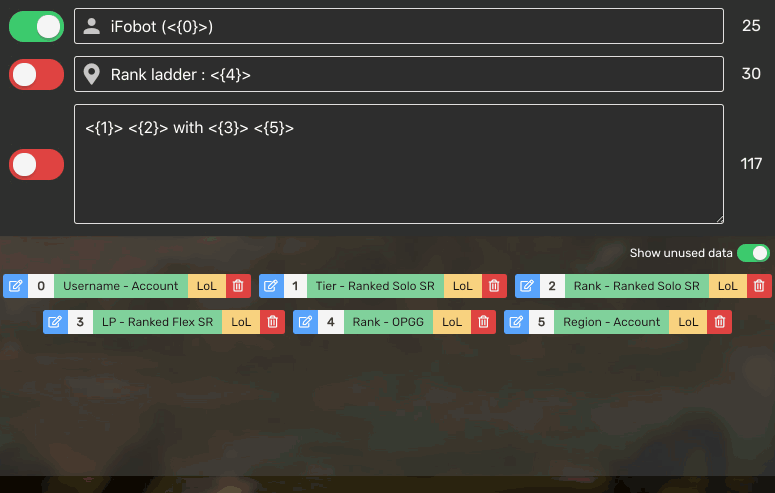 iFobot (<{0}>) 25
Rank ladder : <{4}> 30
<{1}> <{2}> with <{3}> <{5}>
117
Show unused data
0 Username - Account LoL 1 Tier - Ranked Solo SR LoL 2 Rank - Ranked Solo SR LoL
3 LP - Ranked Flex SR LoL 4 Rank - OPGG LoL 5 Region - Account LoL